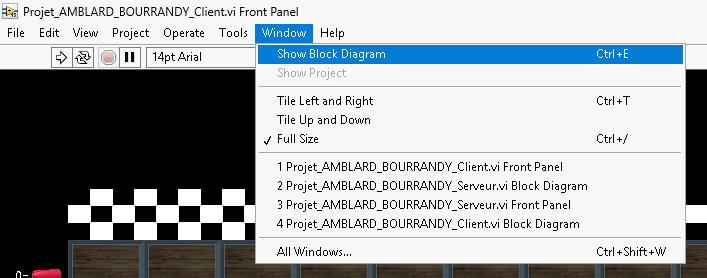 Projet_AMBLARD_BOURRANDY_Client.vi Front Panel
File Edit View Project Operate Tools Window Help
14pt Arial
Show Block Diagram Ctrl+E
Show Project
Tile Left and Right Ctrl+T
Tile Up and Down
✓ Full Size Ctrl+/
1 Projet_AMBLARD_BOURRANDY_Client.vi Front Panel
2 Projet_AMBLARD_BOURRANDY_Serveur.vi Block Diagram
3 Projet_AMBLARD_BOURRANDY_Serveur.vi Front Panel
4 Projet_AMBLARD_BOURRANDY_Client.vi Block Diagram
All Windows... Ctrl+Shift+W
0-